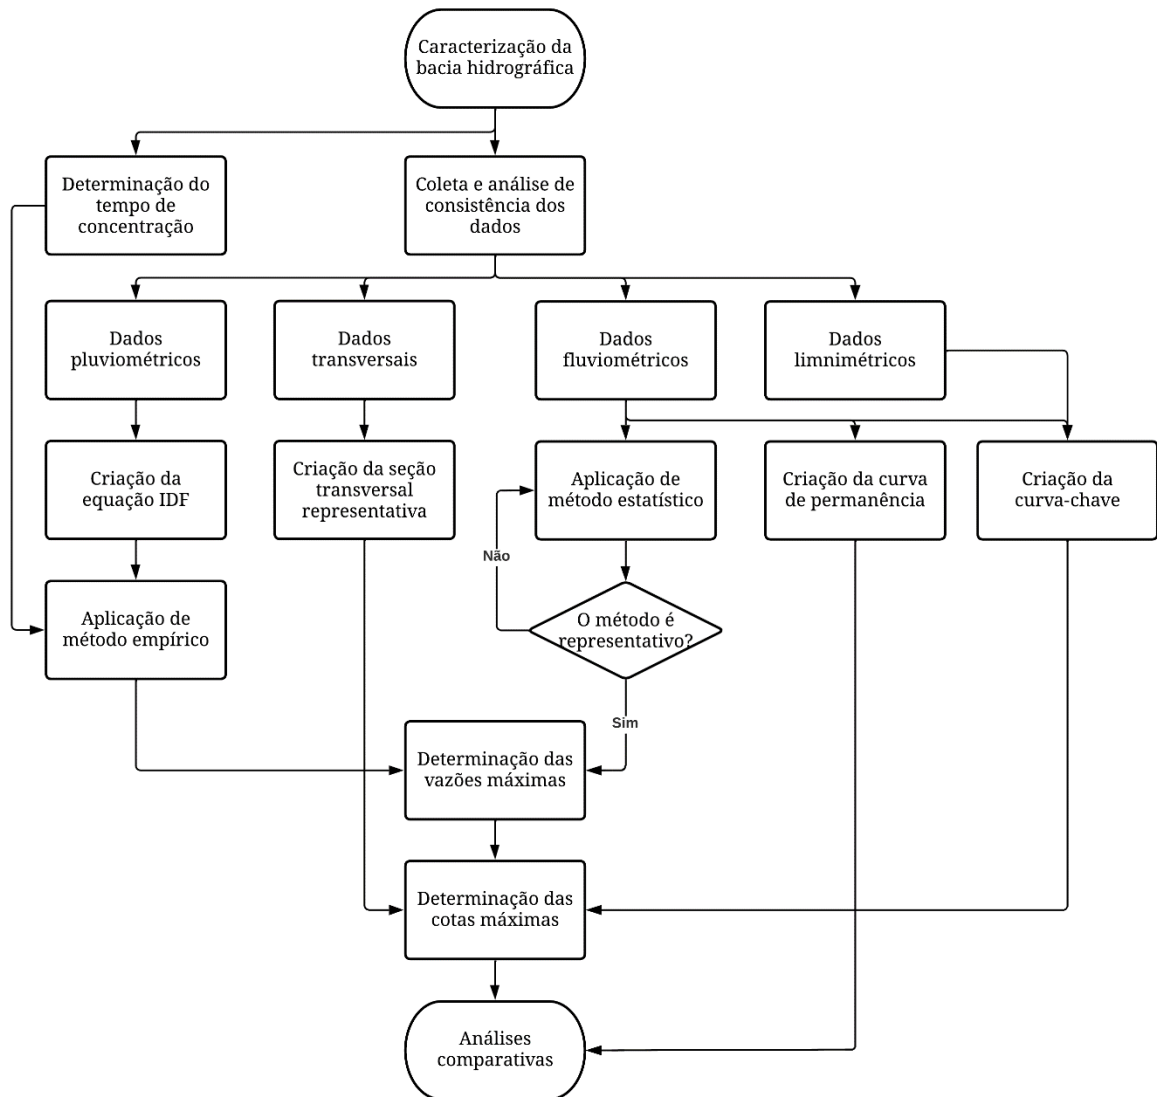 Caracterização da
bacia hidrográfica
Determinação do
tempo de
concentração
Coleta e análise de
consistência dos
dados
Dados
pluviométricos
Dados
transversais
Dados
fluviométricos
Dados
limnimétricos
Criação da
equação IDF
Criação da seção
transversal
representativa
Aplicação de
método estatístico
Criação da curva
de permanência
Criação da
curva-chave
Não
Aplicação de
método empírico
O método é
representativo?
Sim
Determinação das
vazões máximas
Determinação das
cotas máximas
Análises
comparativas